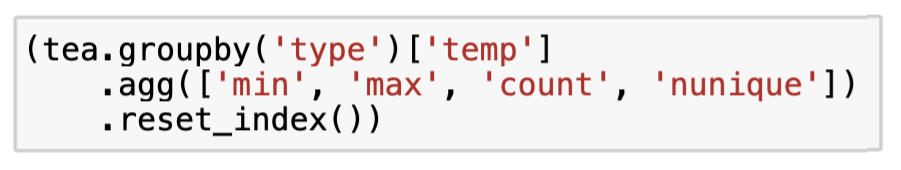 (tea.groupby('type')['temp']
    .agg(['min', 'max', 'count', 'nunique'])
    .reset_index())